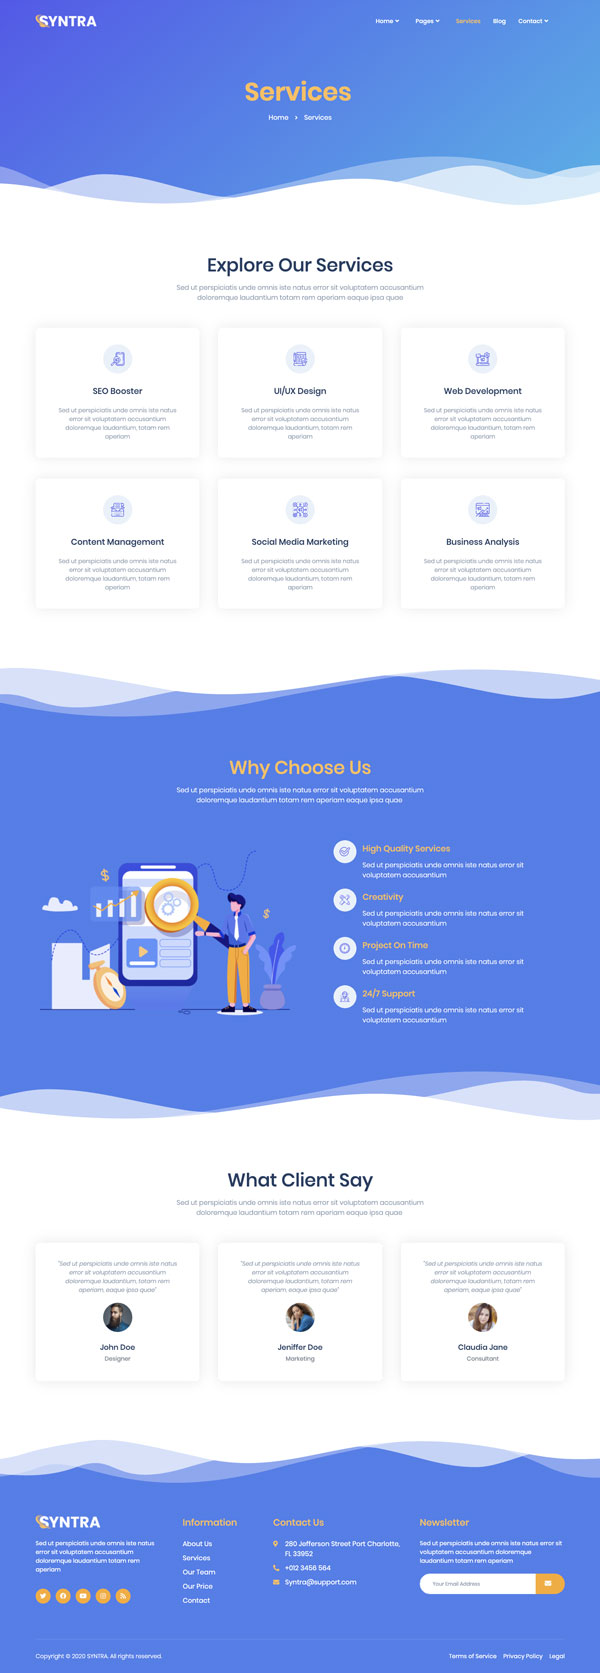 SYNTRA
Home Pages Services Blog Contact
Services
Home > Services
Explore Our Services
Sed ut perspiciatis unde omnis iste natus error sit voluptatem accusantium
doloremque laudantium totam rem aperiam eaque ipsa quae
SEO Booster
Sed ut perspiciatis unde omnis iste natus
error sit voluptatem accusantium
doloremque laudantium, totam rem
aperiam
UI/UX Design
Sed ut perspiciatis unde omnis iste natus
error sit voluptatem accusantium
doloremque laudantium, totam rem
aperiam
Web Development
Sed ut perspiciatis unde omnis iste natus
error sit voluptatem accusantium
doloremque laudantium, totam rem
aperiam
Content Management
Sed ut perspiciatis unde omnis iste natus
error sit voluptatem accusantium
doloremque laudantium, totam rem
aperiam
Social Media Marketing
Sed ut perspiciatis unde omnis iste natus
error sit voluptatem accusantium
doloremque laudantium, totam rem
aperiam
Business Analysis
Sed ut perspiciatis unde omnis iste natus
error sit voluptatem accusantium
doloremque laudantium, totam rem
aperiam
Why Choose Us
Sed ut perspiciatis unde omnis iste natus error sit voluptatem accusantium
doloremque laudantium totam rem aperiam eaque ipsa quae
$
$
High Quality Services
Sed ut perspiciatis unde omnis iste natus error sit
voluptatem accusantium
Creativity
Sed ut perspiciatis unde omnis iste natus error sit
voluptatem accusantium
Project On Time
Sed ut perspiciatis unde omnis iste natus error sit
voluptatem accusantium
24/7 Support
Sed ut perspiciatis unde omnis iste natus error sit
voluptatem accusantium
What Client Say
Sed ut perspiciatis unde omnis iste natus error sit voluptatem accusantium
doloremque laudantium totam rem aperiam eaque ipsa quae
"Sed ut perspiciatis unde omnis iste natus
error sit voluptatem accusantium
doloremque laudantium, totam rem
aperiam, eaque ipsa quae"
John Doe
Designer
"Sed ut perspiciatis unde omnis iste natus
error sit voluptatem accusantium
doloremque laudantium, totam rem
aperiam, eaque ipsa quae"
Jeniffer Doe
Marketing
"Sed ut perspiciatis unde omnis iste natus
error sit voluptatem accusantium
doloremque laudantium, totam rem
aperiam, eaque ipsa quae"
Claudia Jane
Consultant
SYNTRA
Sed ut perspiciatis unde omnis iste natus
error sit voluptatem accusantium
doloremque laudantium totam rem
aperiam
Information
About Us
Services
Our Team
Our Price
Contact
Contact Us
280 Jefferson Street Port Charlotte,
FL 33952
+012 3456 564
Syntra@support.com
Newsletter
Sed ut perspiciatis unde omnis iste natus error sit
voluptatem accusantium doloremque
laudantium totam rem aperiam
Your Email Address
Copyright © 2020 SYNTRA. All rights reserved.
Terms of Service Privacy Policy Legal